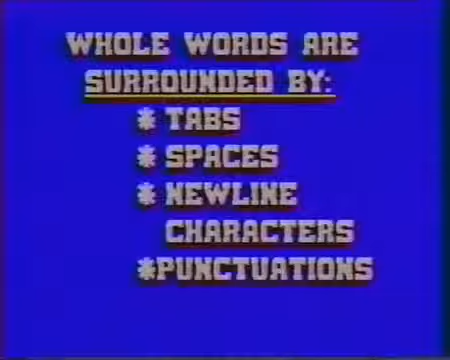 WHOLE WORDS ARE
SURROUNDED BY:
* TABS
* SPACES
* NEWLINE
CHARACTERS
*PUNCTUATIONS